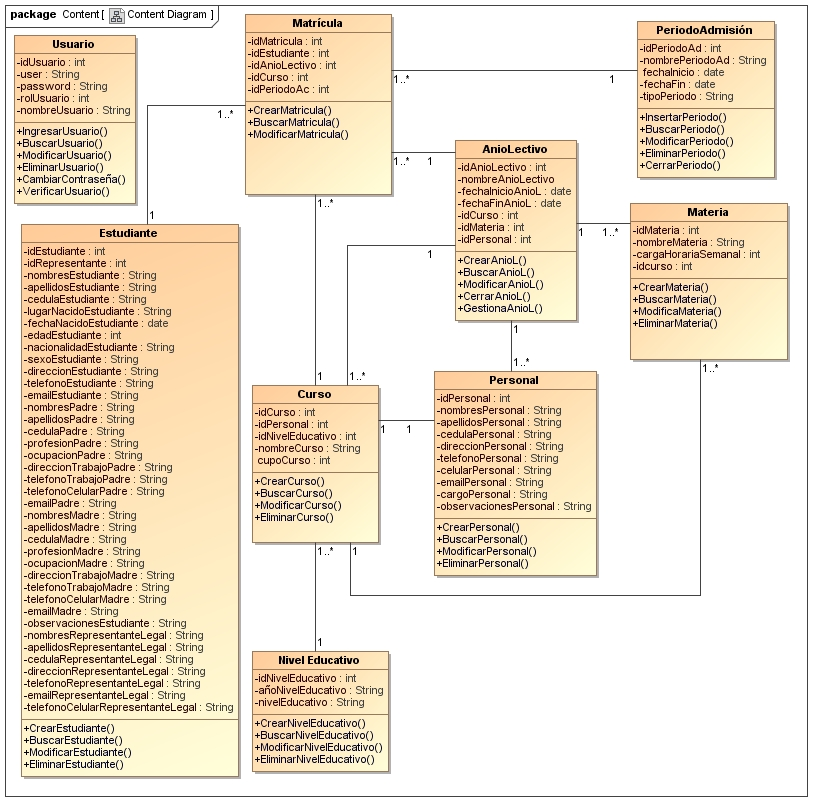 package Content [ Content Diagram ]
Usuario
-idUsuario : int
-user : String
-password : String
-rolUsuario : int
-nombreUsuario : String
+IngresarUsuario()
+BuscarUsuario()
+ModificarUsuario()
+EliminarUsuario()
+CambiarContraseña()
+VerificarUsuario()
Matrícula
-idMatricula : int
-idEstudiante : int
-idAnioLectivo : int
-idCurso : int
-idPeriodoAc : int
+CrearMatricula()
+BuscarMatricula()
+ModificarMatricula()
1..*
1
PeriodoAdmisión
-idPeriodoAd : int
-nombrePeriodoAd : String
fechaInicio : date
-fechaFin : date
-tipoPeriodo : String
+InsertarPeriodo()
+BuscarPeriodo()
+ModificarPeriodo()
+EliminarPeriodo()
+CerrarPeriodo()
1..*
1
1..*
1
1..*
1
AnioLectivo
-idAnioLectivo : int
-nombreAnioLectivo
-fechaInicioAnioL : date
-fechaFinAnioL : date
-idCurso : int
-idMateria : int
-idPersonal : int
+CrearAnioL()
+BuscarAnioL()
+ModificarAnioL()
+CerrarAnioL()
+GestionaAnioL()
1
1..*
1
1..*
1
1..*
Materia
-idMateria : int
-nombreMateria : String
-cargaHorariaSemanal : int
-idcurso : int
+CrearMateria()
+BuscarMateria()
+ModificaMateria()
+EliminarMateria()
1..*
Estudiante
-idEstudiante : int
-idRepresentante : int
-nombresEstudiante : String
-apellidosEstudiante : String
-cedulaEstudiante : String
-lugarNacidoEstudiante : String
-fechaNacidoEstudiante : date
-edadEstudiante : int
-nacionalidadEstudiante : String
-sexoEstudiante : String
-direccionEstudiante : String
-telefonoEstudiante : String
-emailEstudiante : String
-nombresPadre : String
-apellidosPadre : String
-cedulaPadre : String
-profesionPadre : String
-ocupacionPadre : String
-direccionTrabajoPadre : String
-telefonoTrabajoPadre : String
-telefonoCelularPadre : String
-emailPadre : String
-nombresMadre : String
-apellidosMadre : String
-cedulaMadre : String
-profesionMadre : String
-ocupacionMadre : String
-direccionTrabajoMadre : String
-telefonoTrabajoMadre : String
-telefonoCelularMadre : String
-emailMadre : String
-observacionesEstudiante : String
-nombresRepresentanteLegal : String
-apellidosRepresentanteLegal : String
-cedulaRepresentanteLegal : String
-direccionRepresentanteLegal : String
-telefonoRepresentanteLegal : String
-emailRepresentanteLegal : String
-telefonoCelularRepresentanteLegal : String
+CrearEstudiante()
+BuscarEstudiante()
+ModificarEstudiante()
+EliminarEstudiante()
Curso
-idCurso : int
-idPersonal : int
-idNivelEducativo : int
-nombreCurso : String
cupoCurso : int
+CrearCurso()
+BuscarCurso()
+ModificarCurso()
+EliminarCurso()
1
1
1..*
1
1
Personal
-idPersonal : int
-nombresPersonal : String
-apellidosPersonal : String
-cedulaPersonal : String
-direccionPersonal : String
-telefonoPersonal : String
-celularPersonal : String
-emailPersonal : String
-cargoPersonal : String
-observacionesPersonal : String
+CrearPersonal()
+BuscarPersonal()
+ModificarPersonal()
+EliminarPersonal()
Nivel Educativo
-idNivelEducativo : int
-añoNivelEducativo : String
-nivelEducativo : String
+CrearNivelEducativo()
+BuscarNivelEducativo()
+ModificarNivelEducativo()
+EliminarNivelEducativo()